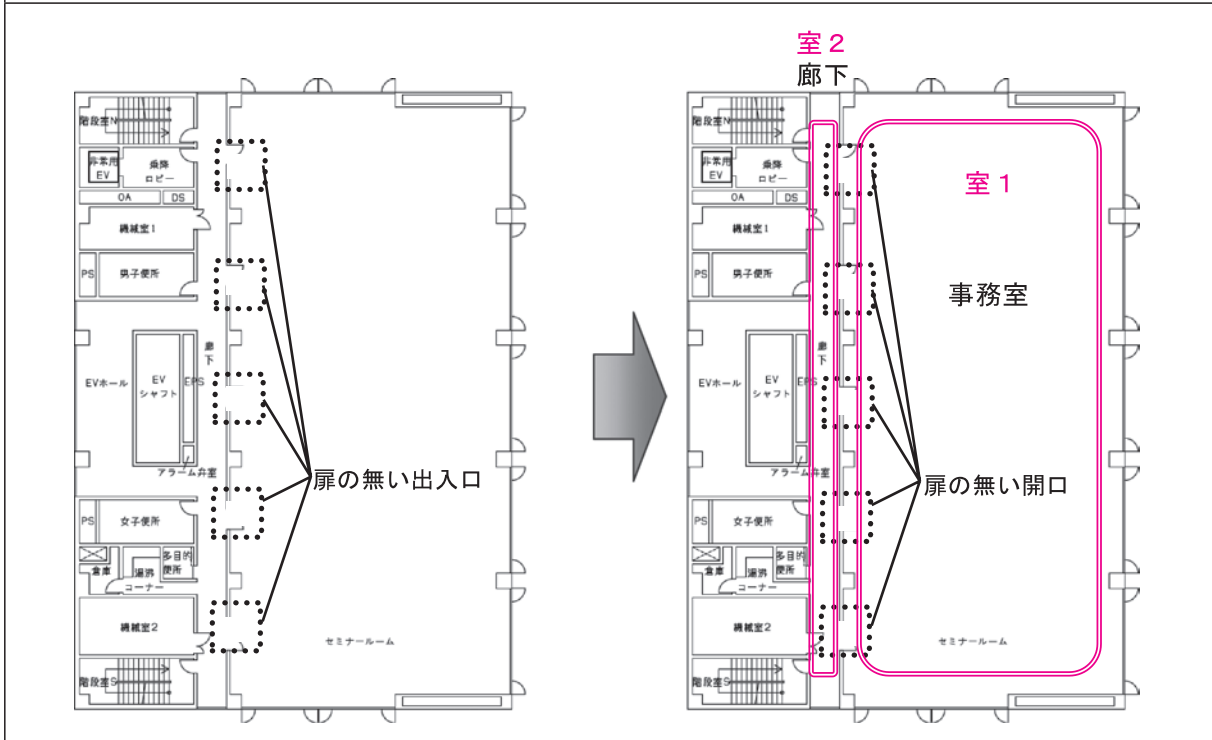 階段室N
非常用
EV
乗降
ロビー
OA
DS
機械室1
PS
男子便所
廊
下
EVホール
EV
シャフト
EPS
アラーム弁室
扉の無い出入口
PS
女子便所
倉庫
湯沸
コーナー
多目的
便所
機械室2
セミナールーム
階段室S
室2
廊下
階段室N
非常用
EV
乗降
ロビー
OA
DS
室1
機械室1
PS
男子便所
事務室
廊
下
EVホール
EV
シャフト
EPS
アラーム弁室
扉の無い開口
PS
女子便所
倉庫
湯沸
コーナー
多目的
便所
機械室2
セミナールーム
階段室S